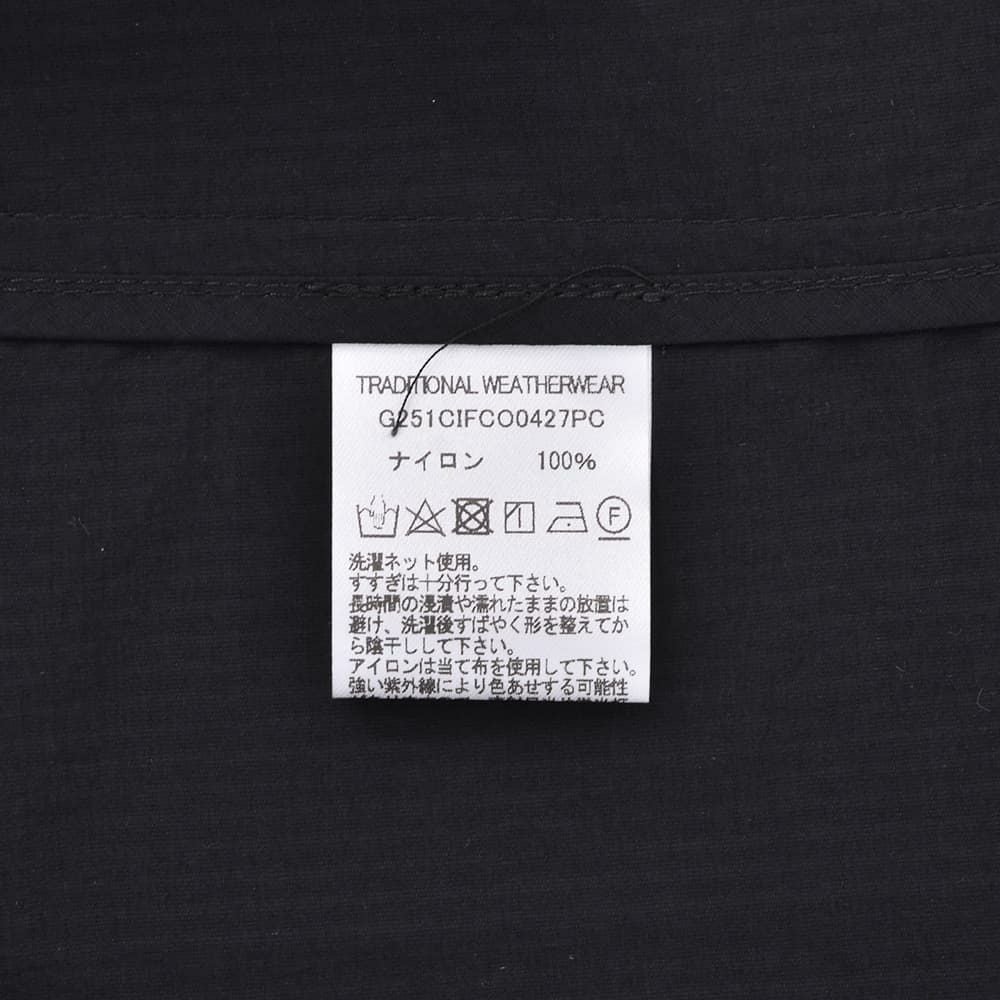 TRADITIONAL WEATHERWEAR
G251CIFCO0427PC
ナイロン 100%
F
洗濯ネット使用。
すすぎは十分行って下さい。
長時間の浸漬や濡れたままの放置は
避け、洗濯後すばやく形を整えてか
ら陰干しして下さい。
アイロンは当て布を使用して下さい。
強い紫外線により色あせする可能性